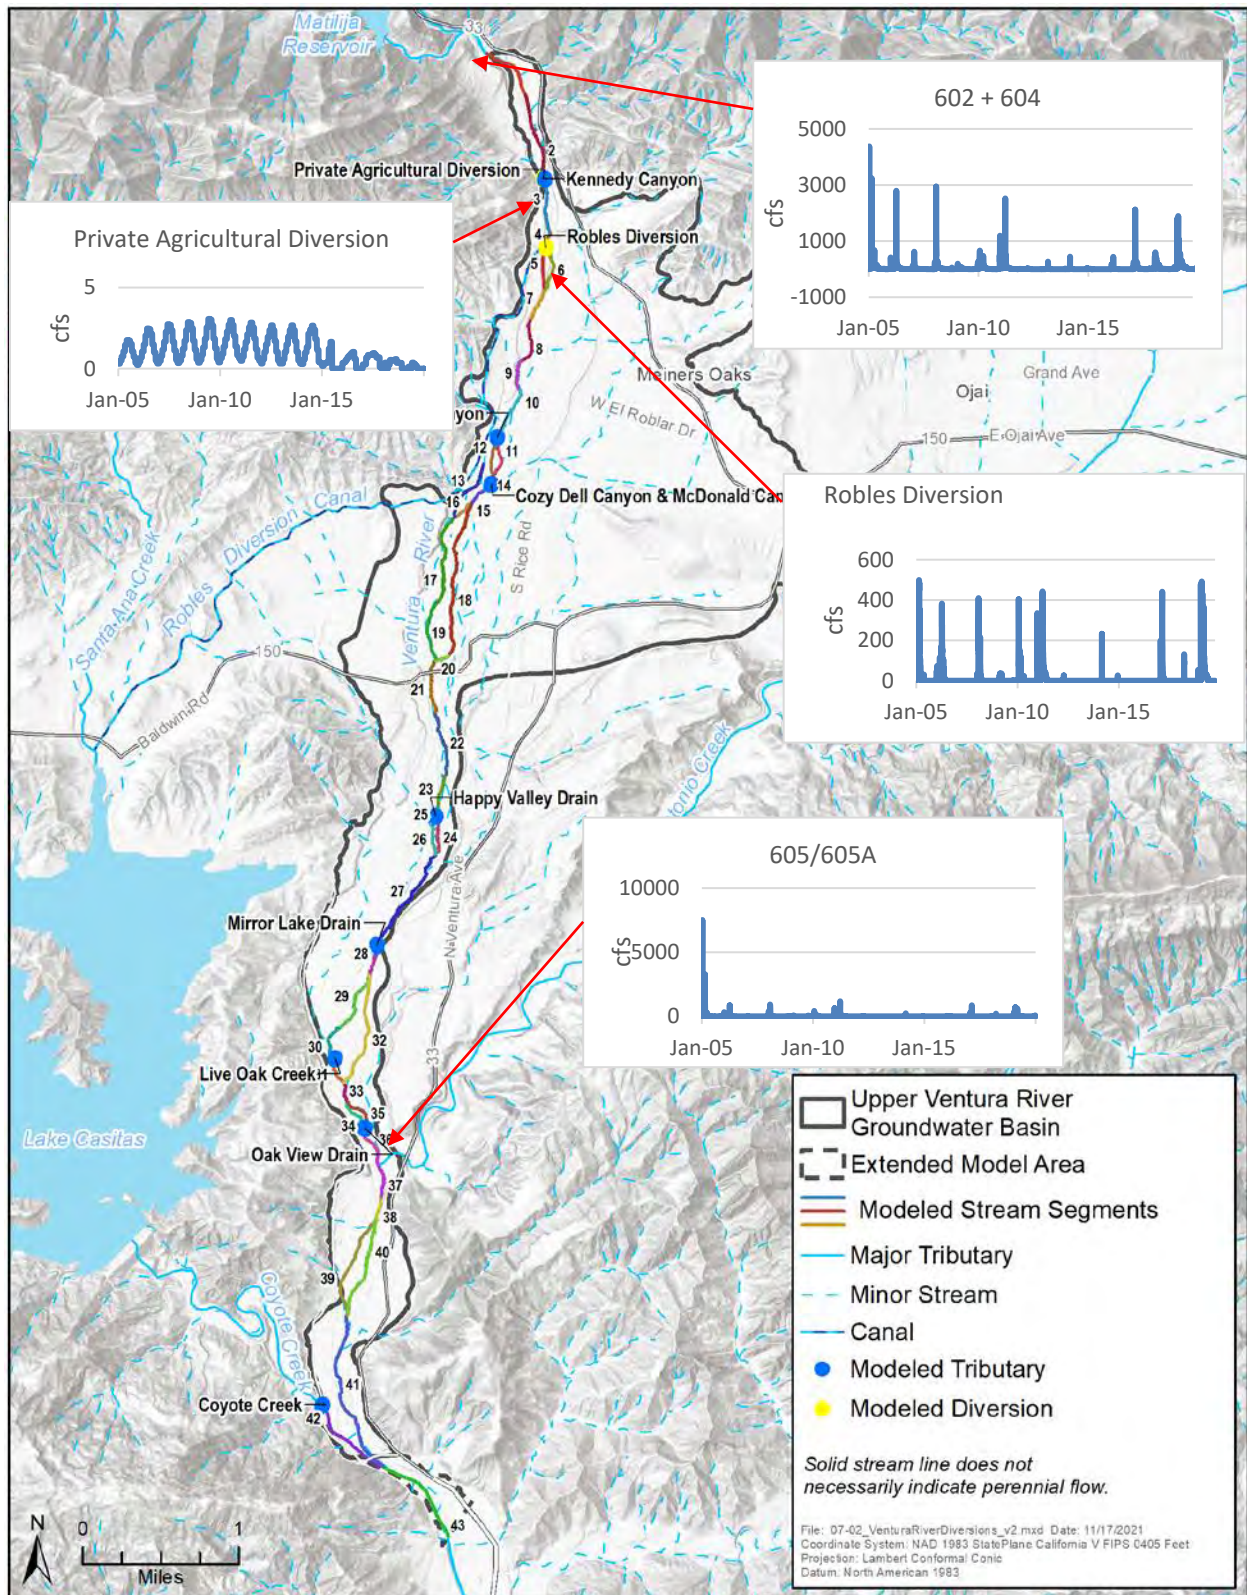 Matilija
Reservoir
33
602 + 604
5000
3000
1000
-1000
cfs
Jan-05
Jan-10
Jan-15
2
Private Agricultural Diversion
Kennedy Canyon
3
Private Agricultural Diversion
5
0
cfs
Jan-05
Jan-10
Jan-15
4
Robles Diversion
5
6
7
8
9
Meiners Oaks
Ojai
Grand Ave
10
W El Roblar Dr
150
E Ojai Ave
yon
12
11
13
14
Cozy Dell Canyon & McDonald Can
16
15
Robles Diversion Canal
Santa Ana Creek
Ventura River
S Rice Rd
17
18
19
20
150
21
Baldwin Rd
Robles Diversion
600
400
200
0
cfs
Jan-05
Jan-10
Jan-15
22
tonio Creek
23
Happy Valley Drain
25
26
24
27
N Ventura Ave
605/605A
10000
5000
0
cfs
Jan-05
Jan-10
Jan-15
Mirror Lake Drain
28
29
32
33
30
Live Oak Creek
33
35
34
36
Oak View Drain
Lake Casitas
37
38
40
39
Coyote Creek
41
Coyote Creek
42
43
Upper Ventura River
Groundwater Basin
Extended Model Area
Modeled Stream Segments
Major Tributary
Minor Stream
Canal
Modeled Tributary
Modeled Diversion
Solid stream line does not
necessarily indicate perennial flow.
File: 07-02_VenturaRiverDiversions_v2.mxd Date: 11/17/2021
Coordinate System: NAD 1983 StatePlane California V FIPS 0405 Feet
Projection: Lambert Conformal Conic
Datum: North American 1983
N
0
1
Miles